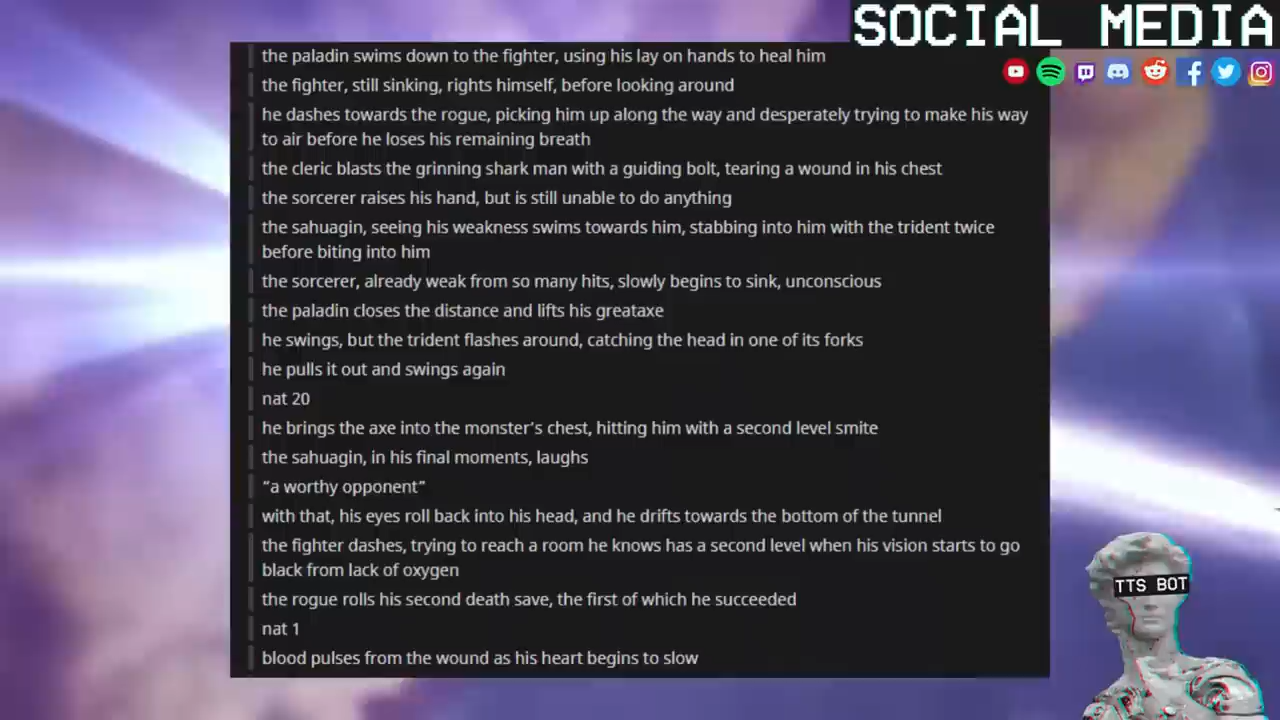 SOCIAL MEDIA
the paladin swims down to the fighter, using his lay on hands to heal him
the fighter, still sinking, rights himself, before looking around
he dashes towards the rogue, picking him up along the way and desperately trying to make his way
to air before he loses his remaining breath
the cleric blasts the grinning shark man with a guiding bolt, tearing a wound in his chest
the sorcerer raises his hand, but is still unable to do anything
the sahuagin, seeing his weakness swims towards him, stabbing into him with the trident twice
before biting into him
the sorcerer, already weak from so many hits, slowly begins to sink, unconscious
the paladin closes the distance and lifts his greataxe
he swings, but the trident flashes around, catching the head in one of its forks
he pulls it out and swings again
nat 20
he brings the axe into the monster’s chest, hitting him with a second level smite
the sahuagin, in his final moments, laughs
“a worthy opponent”
with that, his eyes roll back into his head, and he drifts towards the bottom of the tunnel
the fighter dashes, trying to reach a room he knows has a second level when his vision starts to go
black from lack of oxygen
the rogue rolls his second death save, the first of which he succeeded
nat 1
blood pulses from the wound as his heart begins to slow
TTS BOT